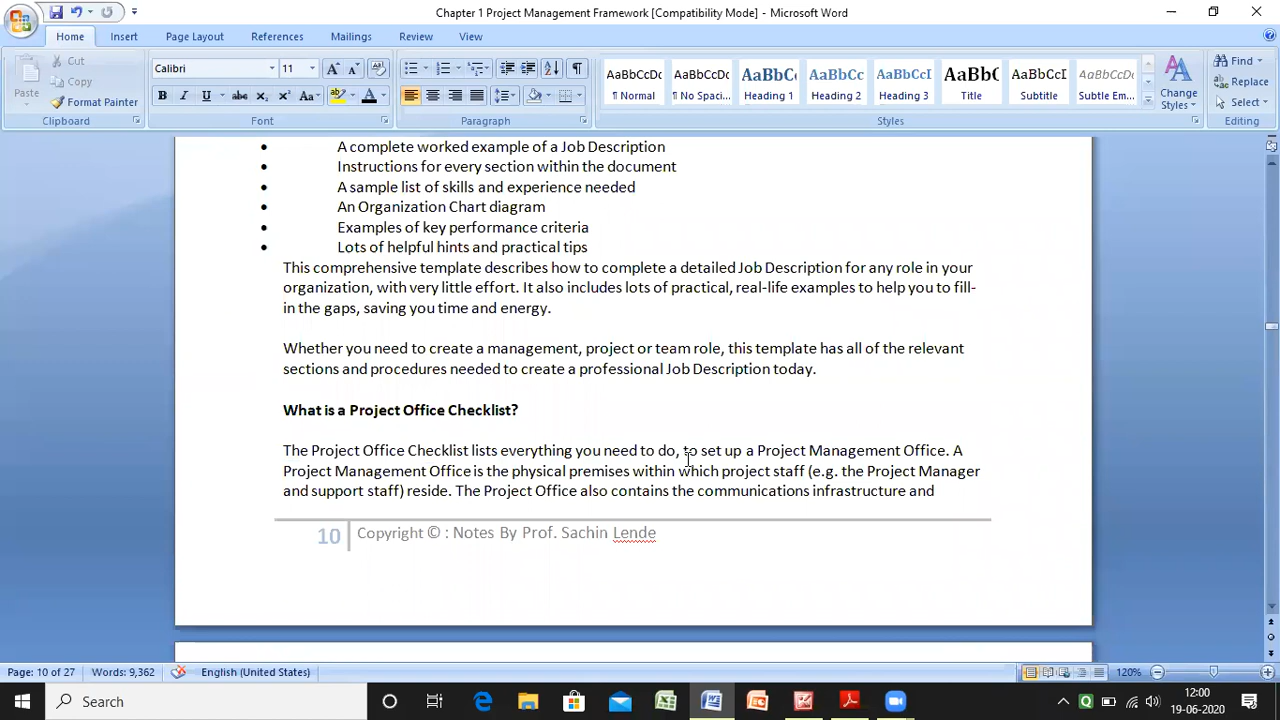 Chapter 1 Project Management Framework [Compatibility Mode] - Microsoft Word
Home Insert Page Layout References Mailings Review View
Paste
Cut
Copy
Format Painter
Clipboard
Calibri 11
Font
Paragraph
AaBbCcDc AaBbCcDc AaBbC AaBbCc AaBbCcI AaBb( AaBbCcl AaBbCcDc
¶ Normal ¶ No Spaci... Heading 1 Heading 2 Heading 3 Title Subtitle Subtle Em...
Change Styles
Styles
Find
Replace
Select
Editing
• A complete worked example of a Job Description
• Instructions for every section within the document
• A sample list of skills and experience needed
• An Organization Chart diagram
• Examples of key performance criteria
• Lots of helpful hints and practical tips
This comprehensive template describes how to complete a detailed Job Description for any role in your
organization, with very little effort. It also includes lots of practical, real-life examples to help you to fill-
in the gaps, saving you time and energy.
Whether you need to create a management, project or team role, this template has all of the relevant
sections and procedures needed to create a professional Job Description today.
What is a Project Office Checklist?
The Project Office Checklist lists everything you need to do, to set up a Project Management Office. A
Project Management Office is the physical premises within which project staff (e.g. the Project Manager
and support staff) reside. The Project Office also contains the communications infrastructure and
10 Copyright © : Notes By Prof. Sachin Lende
Page: 10 of 27 Words: 9,362 English (United States) 120%
Search
12:00
19-06-2020